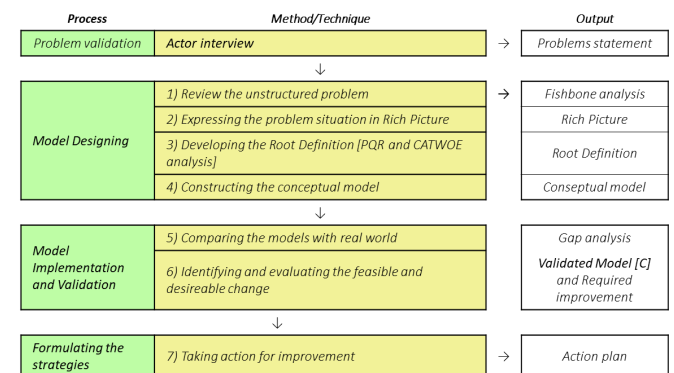 Process Method/Technique Output
Problem validation Actor interview → Problems statement
↓
1) Review the unstructured problem → Fishbone analysis
2) Expressing the problem situation in Rich Picture Rich Picture
Model Designing
3) Developing the Root Definition [PQR and CATWOE
analysis]
Root Definition
4) Constructing the conceptual model Conseptual model
↓
5) Comparing the models with real world Gap analysis
Model
Implementation
and Validation
6) Identifying and evaluating the feasible and
desireable change
Validated Model [C]
and Required
improvement
↓
Formulating the
strategies
7) Taking action for improvement → Action plan